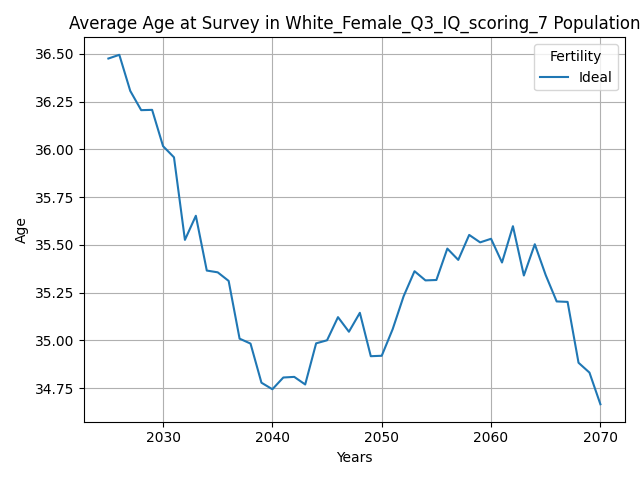 Average Age at Survey in White_Female_Q3_IQ_scoring_7 Population
Fertility
Ideal
36.50
36.25
36.00
35.75
35.50
35.25
35.00
34.75
Age
2030 2040 2050 2060 2070
Years